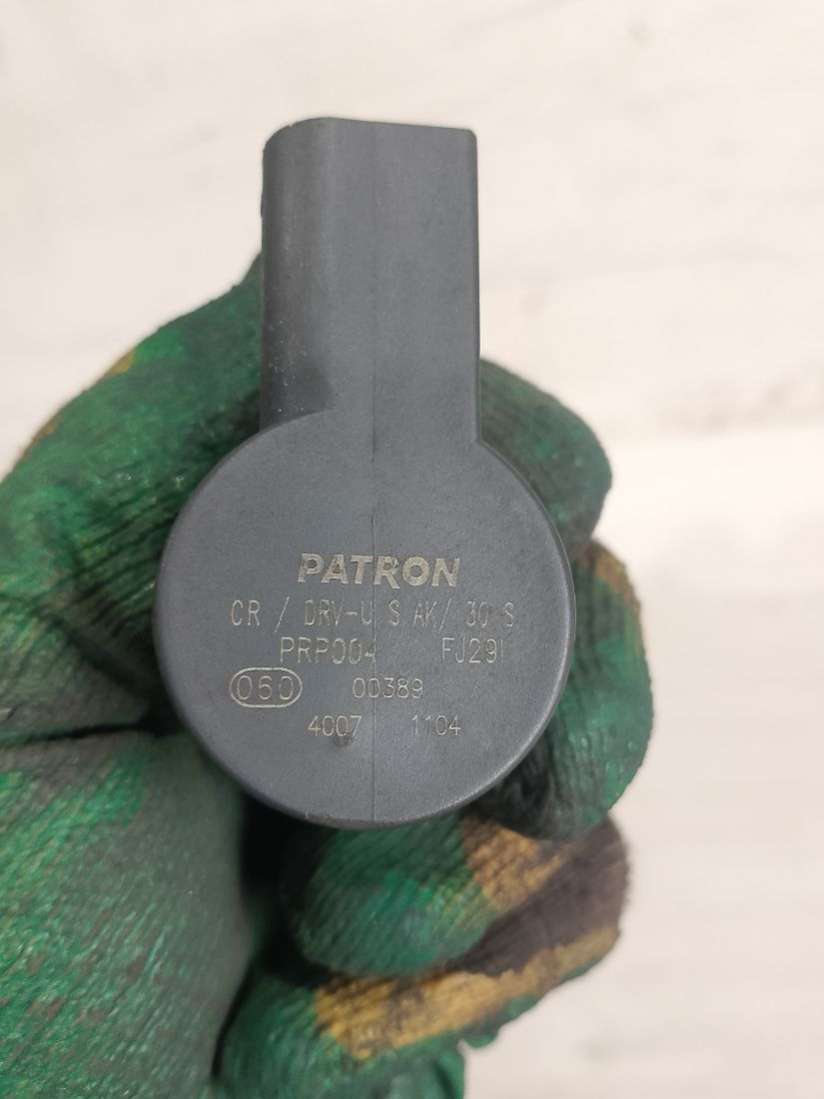 PATRON
CR / DRV-U S AK/ 30 S
PRP004 FJ291
060 00389
4007 1104